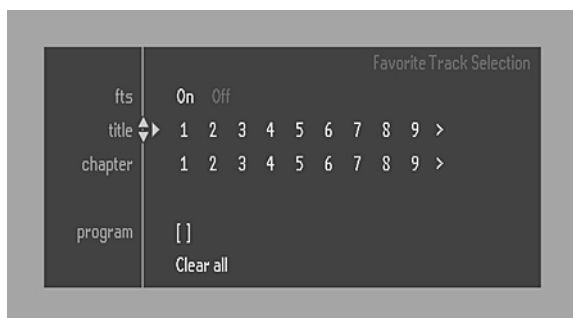 Favorite Track Selection
fts On Off
title 1 2 3 4 5 6 7 8 9 >
chapter 1 2 3 4 5 6 7 8 9 >
program [ ]
Clear all